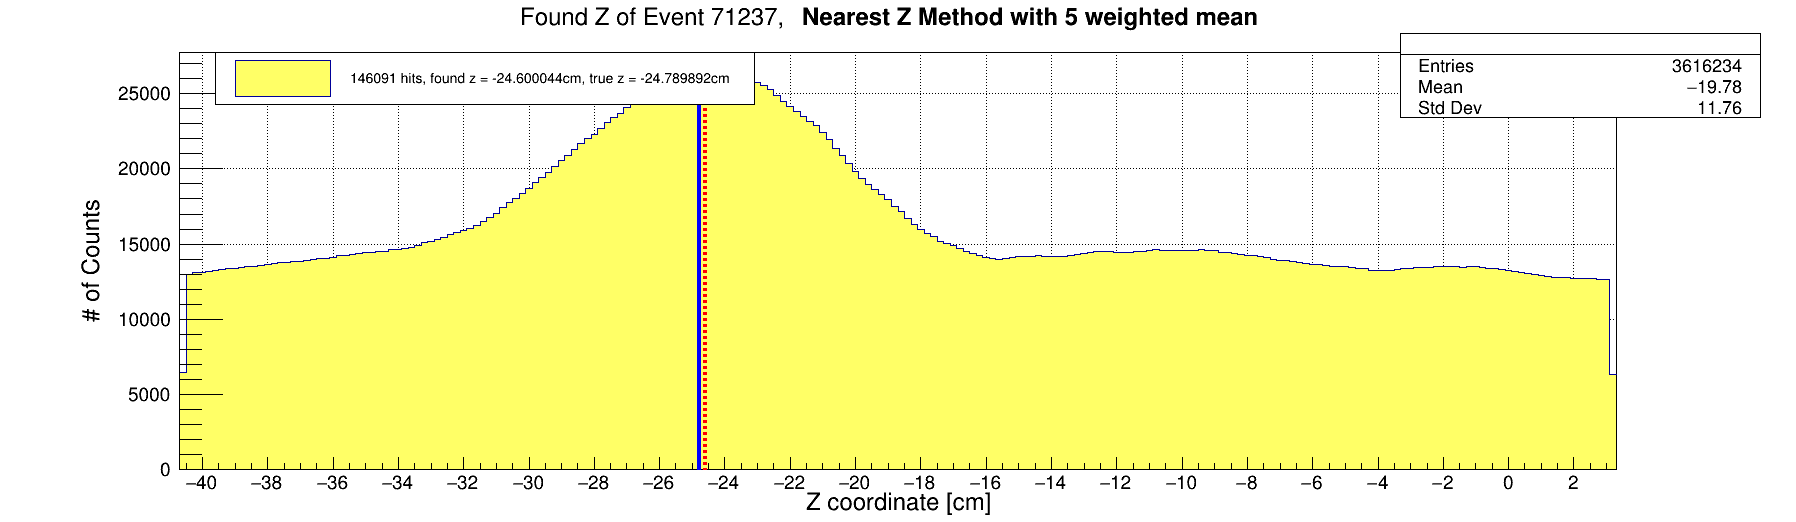 Found Z of Event 71237, Nearest Z Method with 5 weighted mean
146091 hits, found z = -24.600044cm, true z = -24.789892cm
Entries 3616234
Mean −19.78
Std Dev 11.76
# of Counts
25000
20000
15000
10000
5000
0
−40 −38 −36 −34 −32 −30 −28 −26 −24 −22 −20 −18 −16 −14 −12 −10 −8 −6 −4 −2 0 2
Z coordinate [cm]